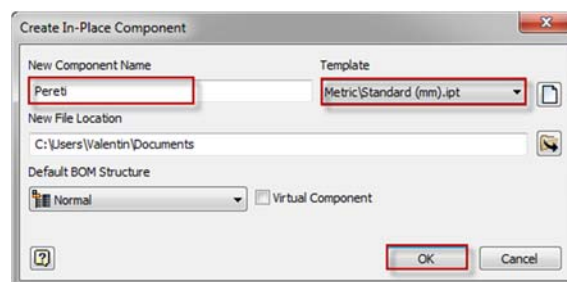 Create In-Place Component
New Component Name Template
Pereti Metric\Standard (mm).ipt
New File Location
C:\Users\Valentin\Documents
Default BOM Structure
Normal Virtual Component
OK Cancel